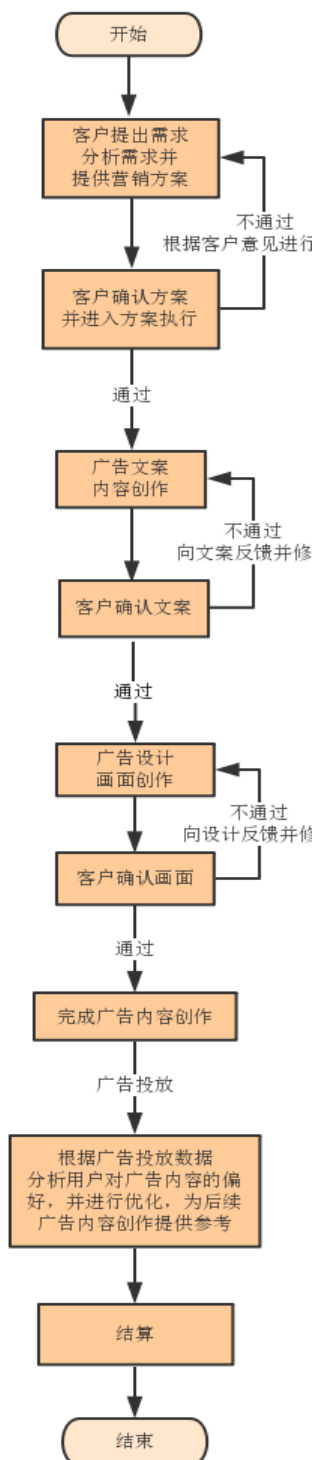 开始
客户提出需求
分析需求并
提供营销方案
不通过
根据客户意见进行
客户确认方案
并进入方案执行
通过
广告文案
内容创作
不通过
向文案反馈并修
客户确认文案
通过
广告设计
画面创作
不通过
向设计反馈并修
客户确认画面
通过
完成广告内容创作
广告投放
根据广告投放数据
分析用户对广告内容的偏
好，并进行优化，为后续
广告内容创作提供参考
结算
结束